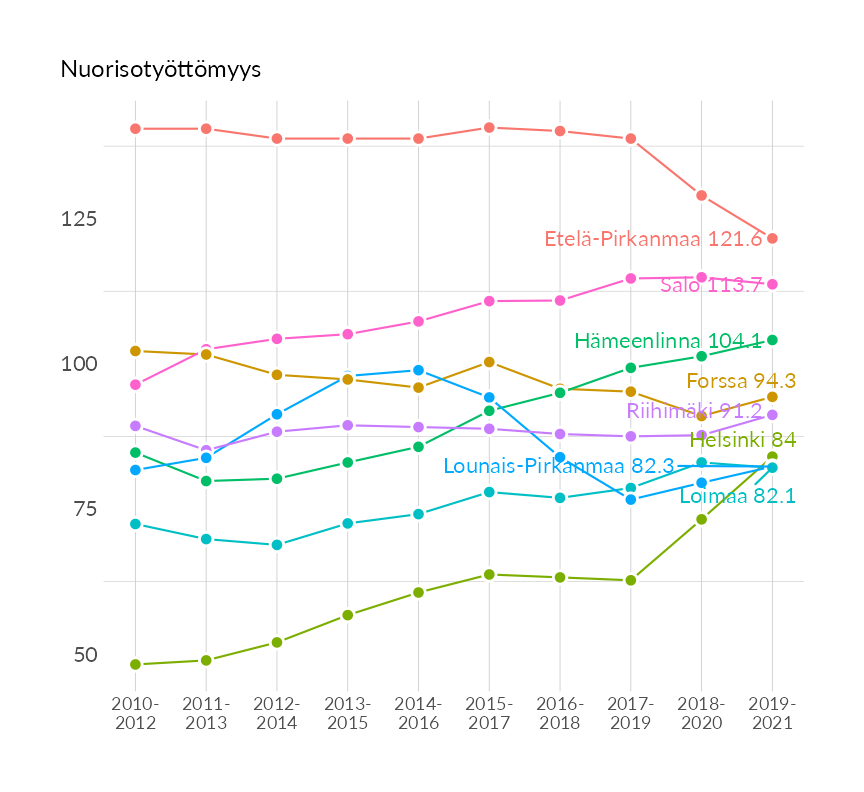 Nuorisotyöttömyys
125
100
75
50
Etelä-Pirkanmaa 121.6
Salo 113.7
Hämeenlinna 104.1
Forssa 94.3
Riihimäki 91.2
Helsinki 84
Lounais-Pirkanmaa 82.3
Loimaa 82.1
2010- 2011- 2012- 2013- 2014- 2015- 2016- 2017- 2018- 2019-
2012 2013 2014 2015 2016 2017 2018 2019 2020 2021